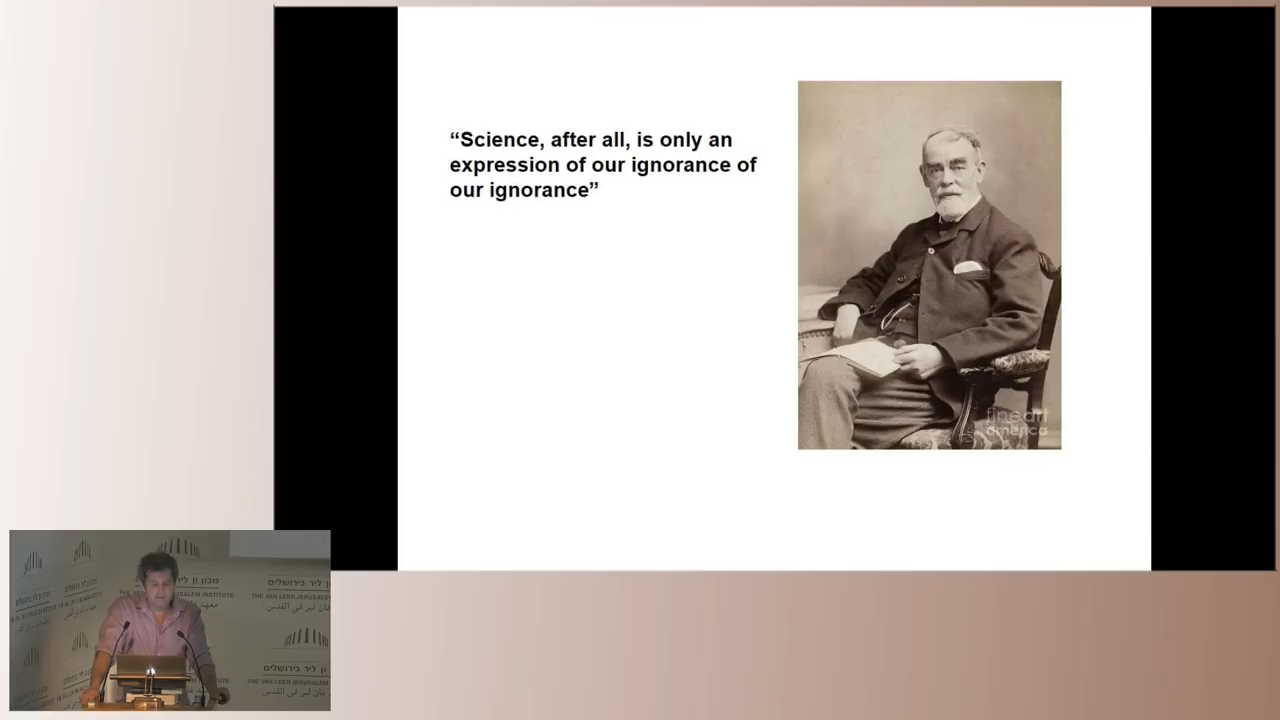 “Science, after all, is only an
expression of our ignorance of
our ignorance”
fineart
america
מכון ון ליר בירושלים
THE VAN LEER JERUSALEM INSTITUTE